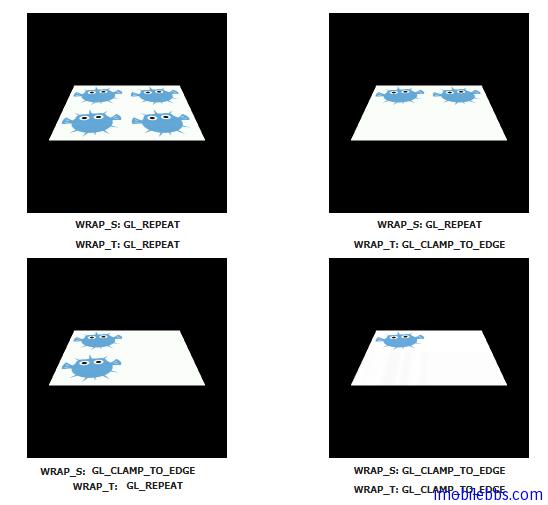 WRAP_S: GL_REPEAT
WRAP_T: GL_REPEAT
WRAP_S: GL_REPEAT
WRAP_T: GL_CLAMP_TO_EDGE
WRAP_S: GL_CLAMP_TO_EDGE
WRAP_T: GL_REPEAT
WRAP_S: GL_CLAMP_TO_EDGE
WRAP_T: GL_CLAMP_TO_EDGE
imobilebbs.com